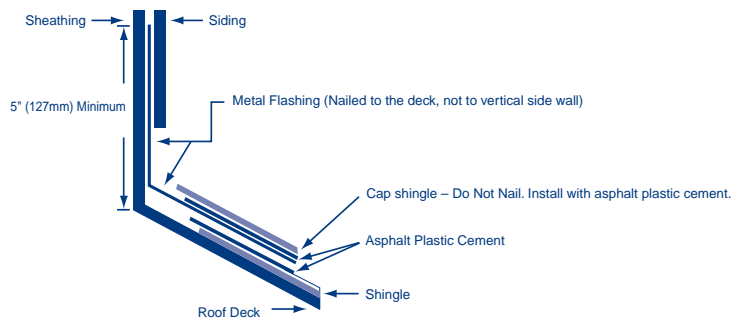 Sheathing
Siding
5" (127mm) Minimum
Metal Flashing (Nailed to the deck, not to vertical side wall)
Cap shingle – Do Not Nail. Install with asphalt plastic cement.
Asphalt Plastic Cement
Shingle
Roof Deck